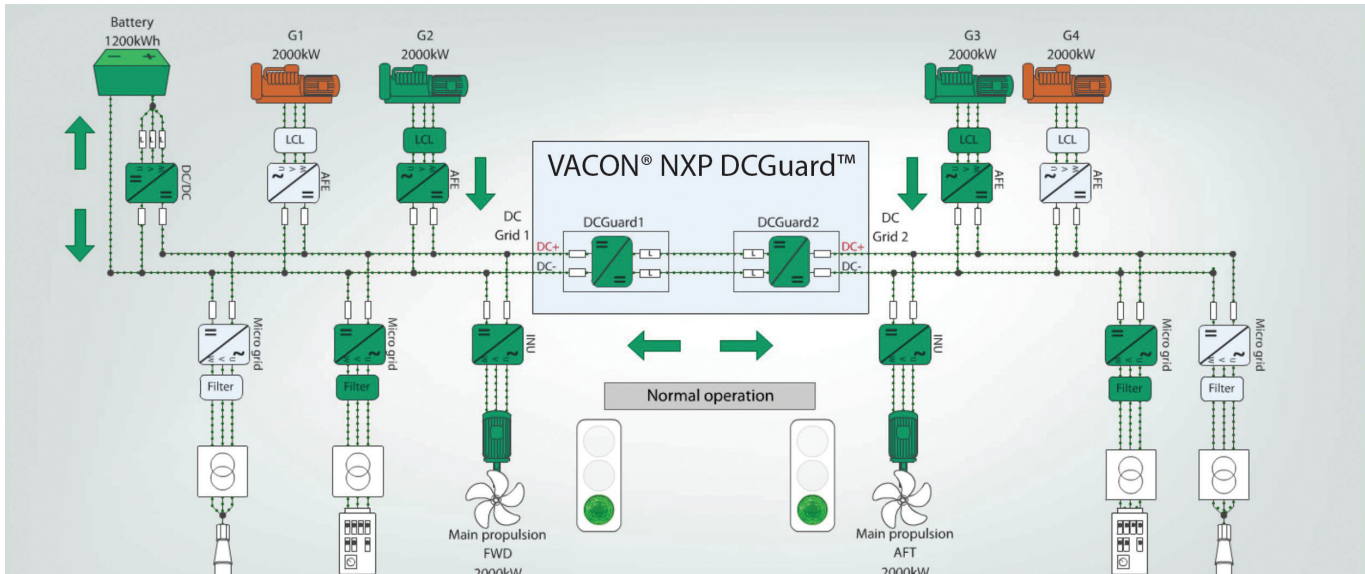 Battery
1200kWh
G1
2000kW
G2
2000kW
G3
2000kW
G4
2000kW
LCL
LCL
LCL
LCL
L
L
L
U
V
W
DC/DC
U
V
W
AFE
U
V
W
AFE
U
V
W
AFE
U
V
W
AFE
VACON® NXP DCGuard™
DC
Grid 1
DCGuard1
DCGuard2
DC
Grid 2
DC+
DC-
L
L
L
L
DC+
DC-
W
V
U
Micro grid
W
V
U
Micro grid
W
V
U
INU
W
V
U
INU
W
V
U
Micro grid
W
V
U
Micro grid
Filter
Filter
Filter
Filter
Normal operation
Main propulsion
FWD
2000kW
Main propulsion
AFT
2000kW